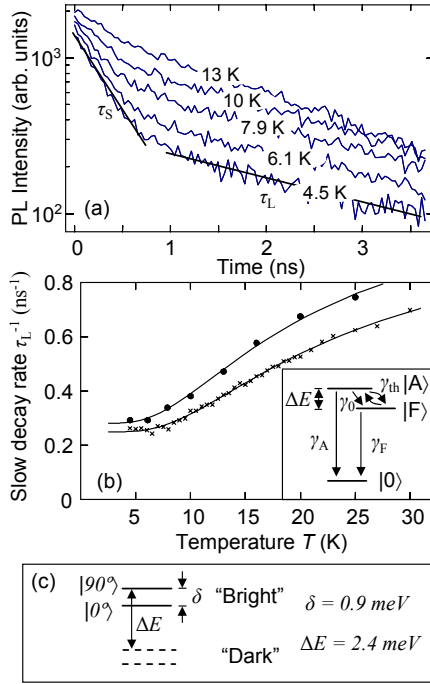 10³
10²
PL Intensity (arb. units)
13 K
10 K
7.9 K
6.1 K
4.5 K
τS
τL
(a)
0 1 2 3
Time (ns)
0.8
0.6
0.4
0.2
0
Slow decay rate τL⁻¹ (ns⁻¹)
(b)
γth |A⟩
ΔE γ0 |F⟩
γA γF
|0⟩
5 10 15 20 25 30
Temperature T (K)
(c)
|90º⟩
|0º⟩
δ "Bright" δ = 0.9 meV
ΔE ΔE = 2.4 meV
"Dark"